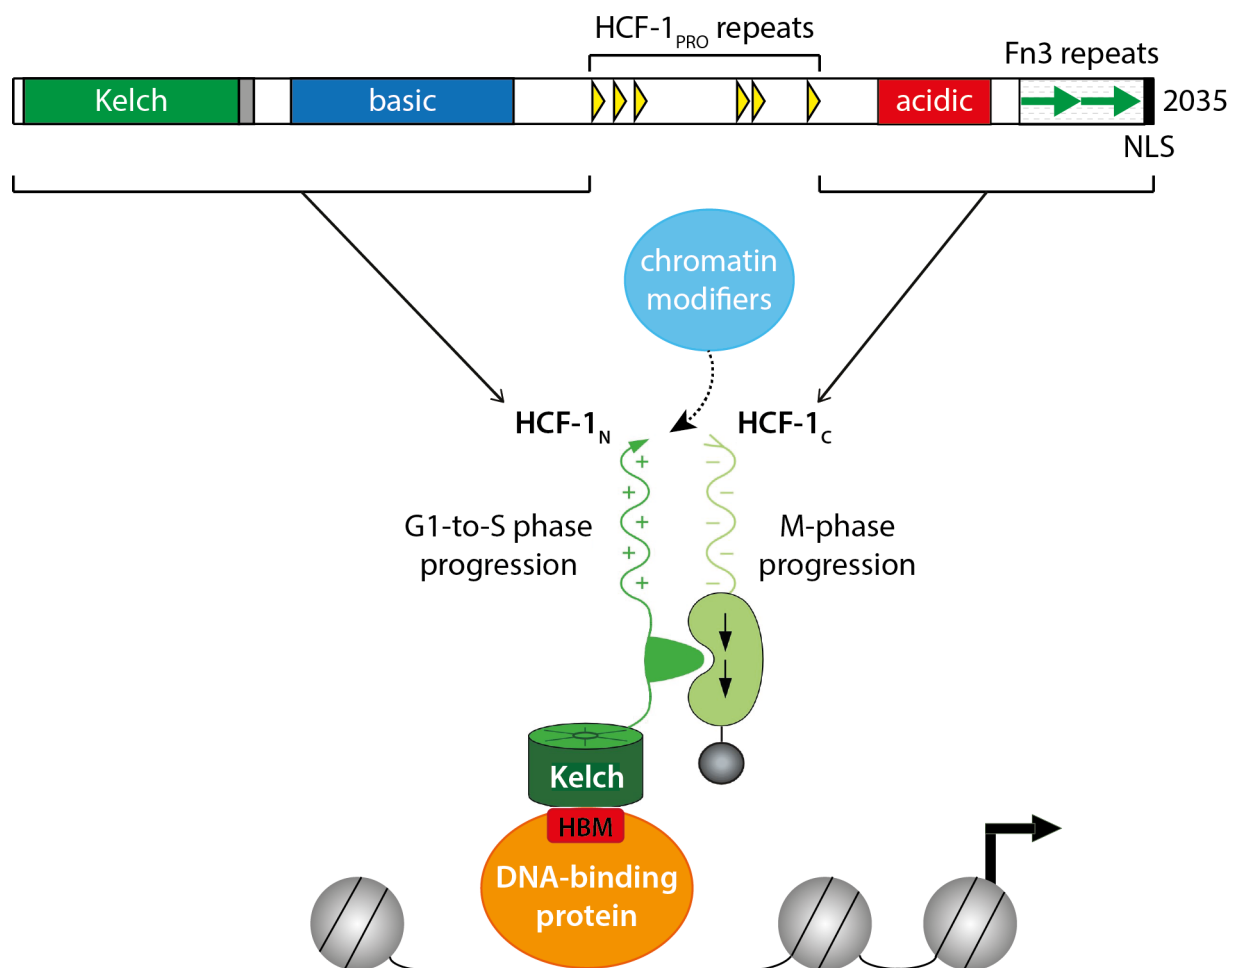 HCF-1PRO repeats
Fn3 repeats
Kelch
basic
acidic
2035
NLS
chromatin
modifiers
HCF-1N
HCF-1C
+
−
+
−
+
−
+
−
+
−
G1-to-S phase
progression
M-phase
progression
Kelch
HBM
DNA-binding
protein